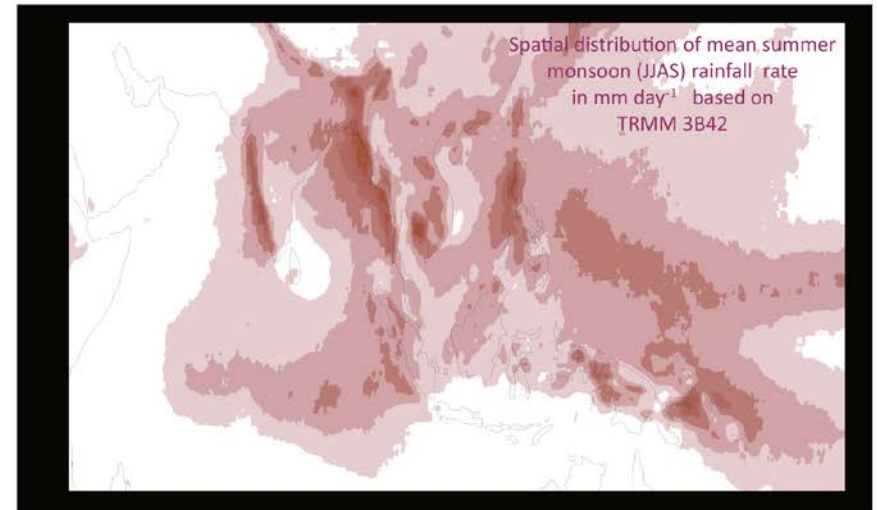 Spatial distribution of mean summer
monsoon (JJAS) rainfall rate
in mm day⁻¹ based on
TRMM 3B42